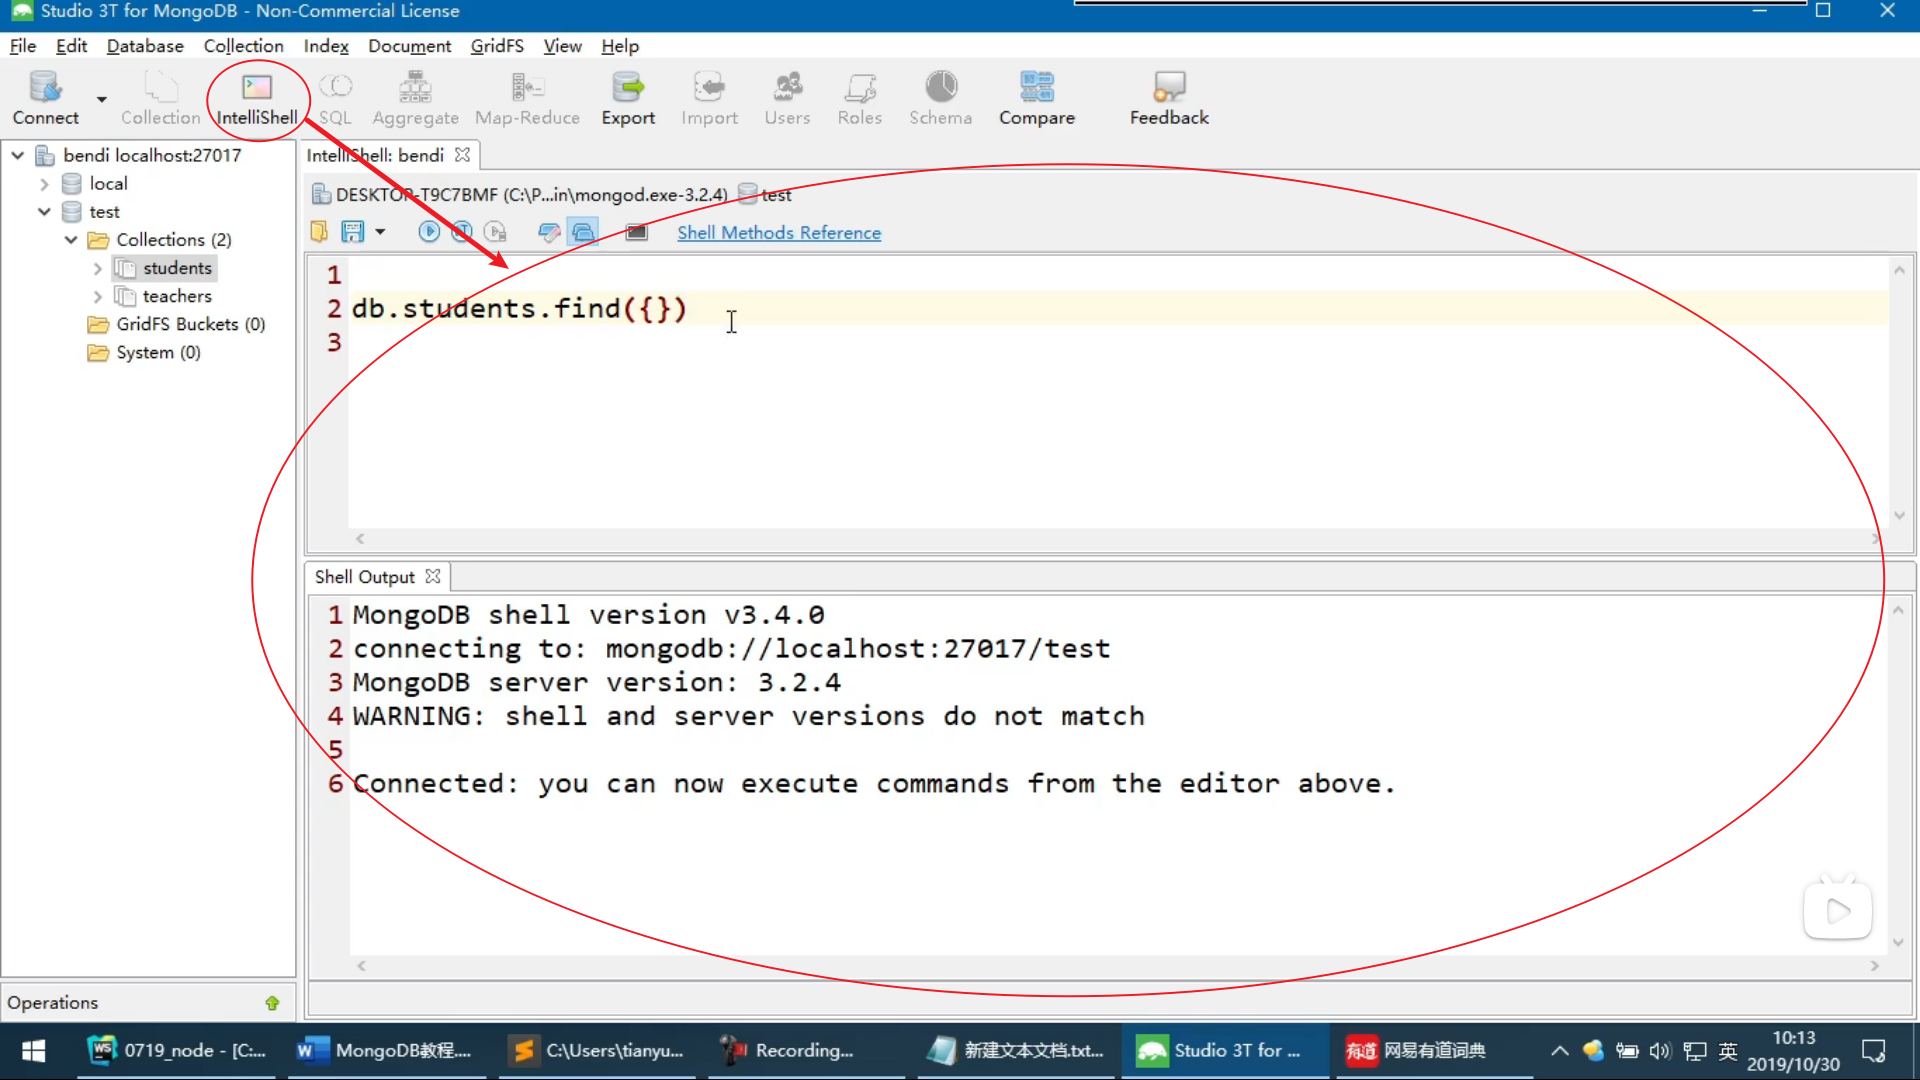 Studio 3T for MongoDB - Non-Commercial License
File Edit Database Collection Index Document GridFS View Help
Connect Collection IntelliShell SQL Aggregate Map-Reduce Export Import Users Roles Schema Compare Feedback
bendi localhost:27017
local
test
Collections (2)
students
teachers
GridFS Buckets (0)
System (0)
Operations
IntelliShell: bendi
DESKTOP-T9C7BMF (C:\P...in\mongod.exe-3.2.4) test
Shell Methods Reference
1
2 db.students.find({})
3
Shell Output
1 MongoDB shell version v3.4.0
2 connecting to: mongodb://localhost:27017/test
3 MongoDB server version: 3.2.4
4 WARNING: shell and server versions do not match
5
6 Connected: you can now execute commands from the editor above.
0719_node - [C:... MongoDB教程.... C:\Users\tianyu... Recording... 新建文本文档.txt... Studio 3T for ... 有道 网易有道词典 英 10:13
2019/10/30